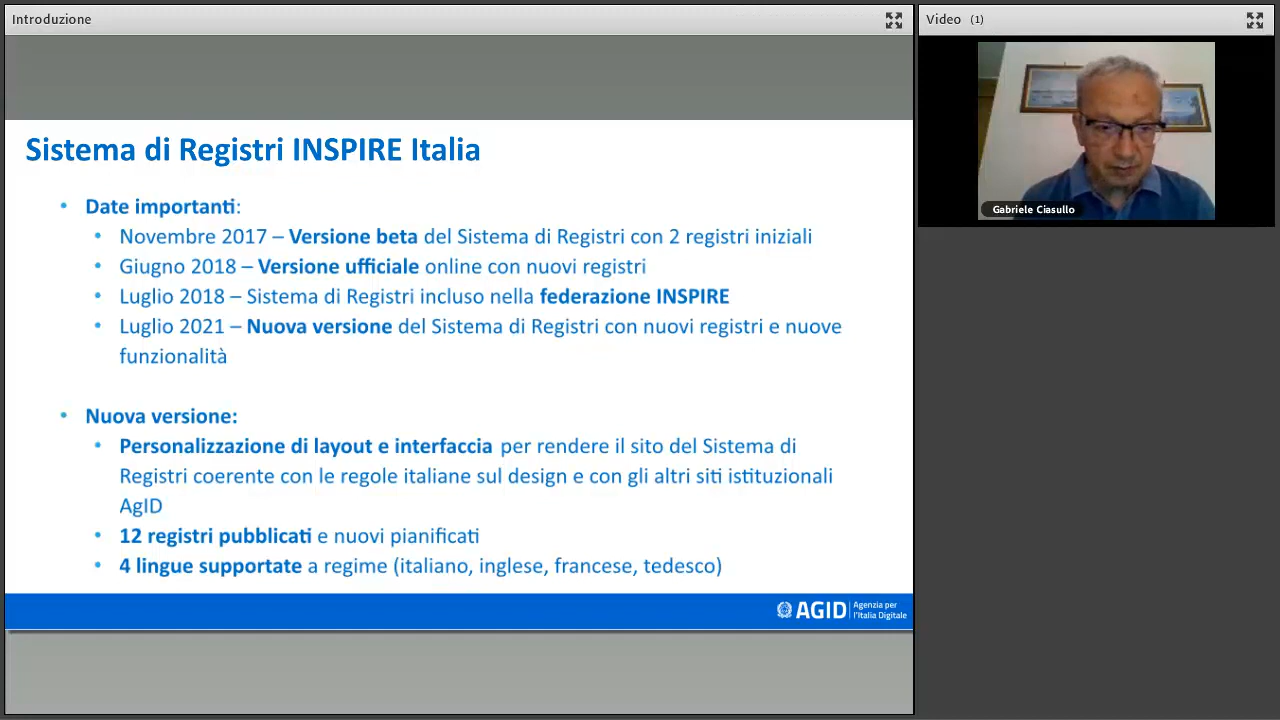 Introduzione
Video (1)
Sistema di Registri INSPIRE Italia
• Date importanti:
• Novembre 2017 – Versione beta del Sistema di Registri con 2 registri iniziali
• Giugno 2018 – Versione ufficiale online con nuovi registri
• Luglio 2018 – Sistema di Registri incluso nella federazione INSPIRE
• Luglio 2021 – Nuova versione del Sistema di Registri con nuovi registri e nuove
funzionalità
• Nuova versione:
• Personalizzazione di layout e interfaccia per rendere il sito del Sistema di
Registri coerente con le regole italiane sul design e con gli altri siti istituzionali
AgID
• 12 registri pubblicati e nuovi pianificati
• 4 lingue supportate a regime (italiano, inglese, francese, tedesco)
AGID
Agenzia per
l'Italia Digitale
Gabriele Ciasullo